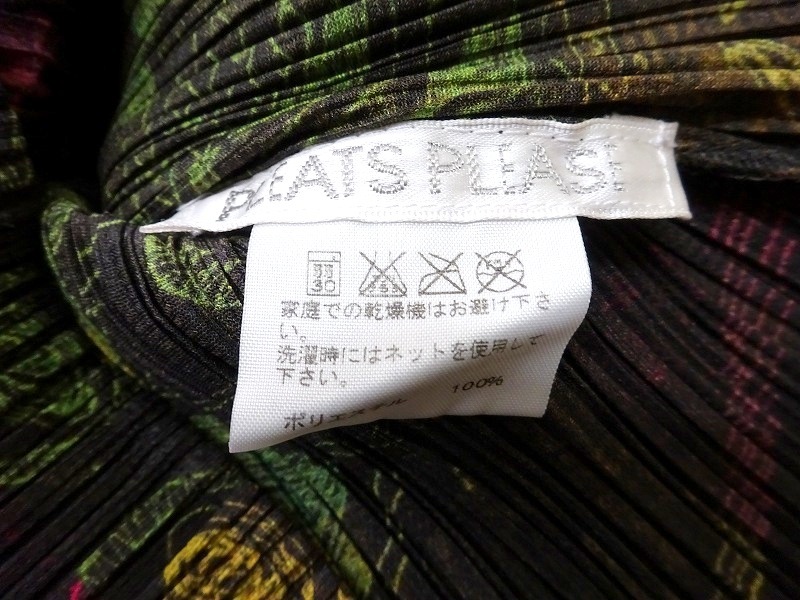 PLEATS PLEASE
弱
30
家庭での乾燥機はお避け下さ
い。
洗濯時にはネットを使用して
下さい。
ポリエステル 100%